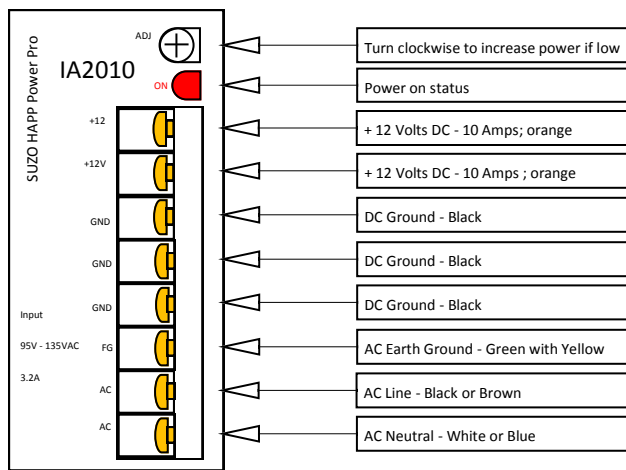 SUZO HAPP Power Pro
IA2010
ADJ
Turn clockwise to increase power if low
ON
Power on status
+12
+ 12 Volts DC - 10 Amps; orange
+12V
+ 12 Volts DC - 10 Amps ; orange
GND
DC Ground - Black
GND
DC Ground - Black
GND
DC Ground - Black
Input
95V - 135VAC
3.2A
FG
AC Earth Ground - Green with Yellow
AC
AC Line - Black or Brown
AC
AC Neutral - White or Blue